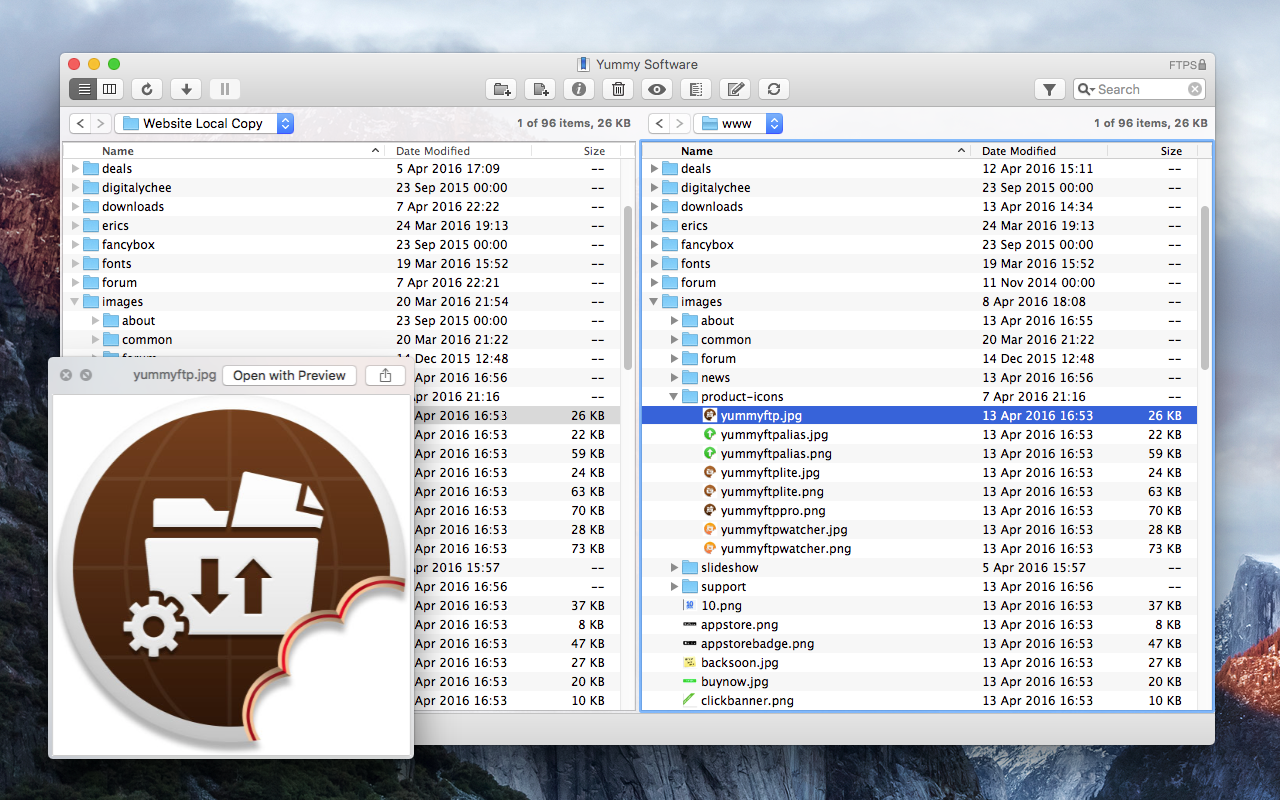 Yummy Software
FTPS
Search
Website Local Copy
1 of 96 items, 26 KB
www
1 of 96 items, 26 KB
Name Date Modified Size
deals 5 Apr 2016 17:09 --
digitalychee 23 Sep 2015 00:00 --
downloads 7 Apr 2016 22:22 --
erics 24 Mar 2016 19:13 --
fancybox 23 Sep 2015 00:00 --
fonts 19 Mar 2016 15:52 --
forum 7 Apr 2016 22:21 --
images 20 Mar 2016 21:54 --
about 23 Sep 2015 00:00 --
common 20 Mar 2016 21:22 --
forum 14 Dec 2015 12:48 --
Apr 2016 16:56 --
Apr 2016 21:16 --
Apr 2016 16:53 26 KB
Apr 2016 16:53 22 KB
Apr 2016 16:53 59 KB
Apr 2016 16:53 24 KB
Apr 2016 16:53 63 KB
Apr 2016 16:53 70 KB
Apr 2016 16:53 28 KB
Apr 2016 16:53 73 KB
Apr 2016 15:57 --
Apr 2016 16:56 --
Apr 2016 16:53 37 KB
Apr 2016 16:53 8 KB
Apr 2016 16:53 47 KB
Apr 2016 16:53 27 KB
Apr 2016 16:53 20 KB
Apr 2016 16:53 10 KB
yummyftp.jpg
Open with Preview
Name Date Modified Size
deals 12 Apr 2016 15:11 --
digitalychee 23 Sep 2015 00:00 --
downloads 13 Apr 2016 14:34 --
erics 24 Mar 2016 19:13 --
fancybox 23 Sep 2015 00:00 --
fonts 19 Mar 2016 15:52 --
forum 11 Nov 2014 00:00 --
images 8 Apr 2016 18:08 --
about 13 Apr 2016 16:55 --
common 20 Mar 2016 21:22 --
forum 14 Dec 2015 12:48 --
news 13 Apr 2016 16:56 --
product-icons 7 Apr 2016 21:16 --
yummyftp.jpg 13 Apr 2016 16:53 26 KB
yummyftpalias.jpg 13 Apr 2016 16:53 22 KB
yummyftpalias.png 13 Apr 2016 16:53 59 KB
yummyftplite.jpg 13 Apr 2016 16:53 24 KB
yummyftplite.png 13 Apr 2016 16:53 63 KB
yummyftppro.png 13 Apr 2016 16:53 70 KB
yummyftpwatcher.jpg 13 Apr 2016 16:53 28 KB
yummyftpwatcher.png 13 Apr 2016 16:53 73 KB
slideshow 5 Apr 2016 15:57 --
support 13 Apr 2016 16:56 --
10.png 13 Apr 2016 16:53 37 KB
appstore.png 13 Apr 2016 16:53 8 KB
appstorebadge.png 13 Apr 2016 16:53 47 KB
backsoon.jpg 13 Apr 2016 16:53 27 KB
buynow.jpg 13 Apr 2016 16:53 20 KB
clickbanner.png 13 Apr 2016 16:53 10 KB